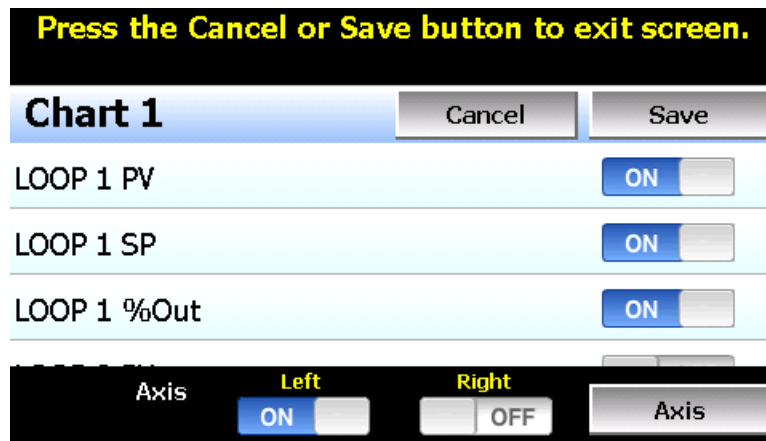 Press the Cancel or Save button to exit screen.
Chart 1 Cancel Save
LOOP 1 PV ON
LOOP 1 SP ON
LOOP 1 %Out ON
Axis Left Right
ON OFF Axis